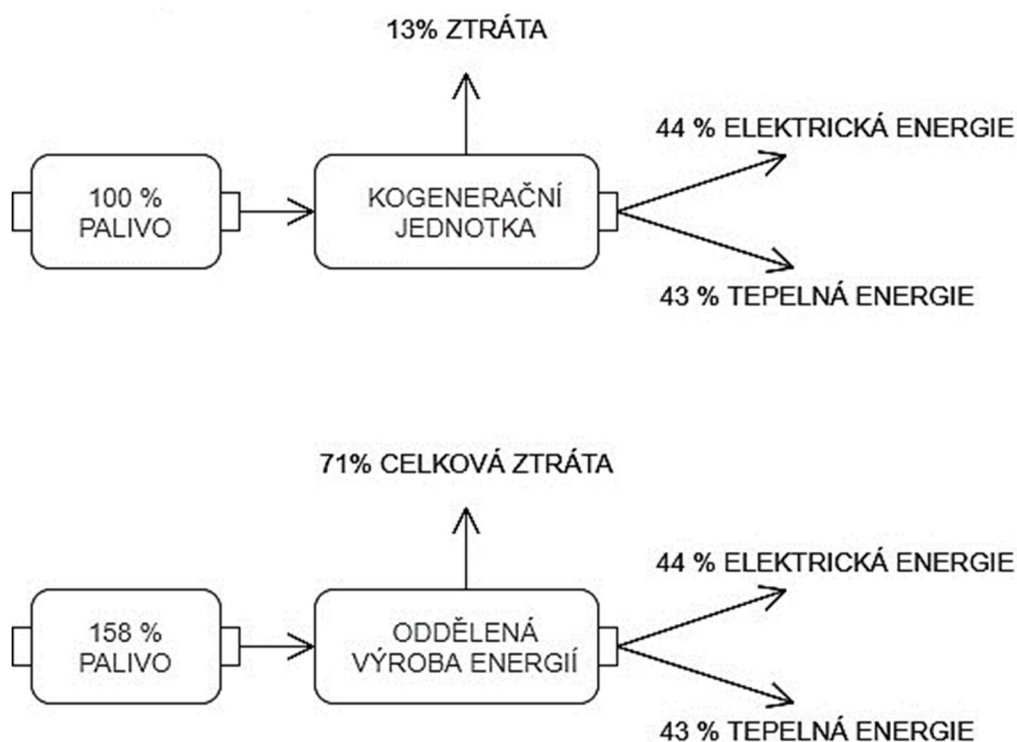 13% ZTRÁTA
44 % ELEKTRICKÁ ENERGIE
100 %
PALIVO
KOGENERAČNÍ
JEDNOTKA
43 % TEPELNÁ ENERGIE
71% CELKOVÁ ZTRÁTA
44 % ELEKTRICKÁ ENERGIE
158 %
PALIVO
ODDĚLENÁ
VÝROBA ENERGIÍ
43 % TEPELNÁ ENERGIE